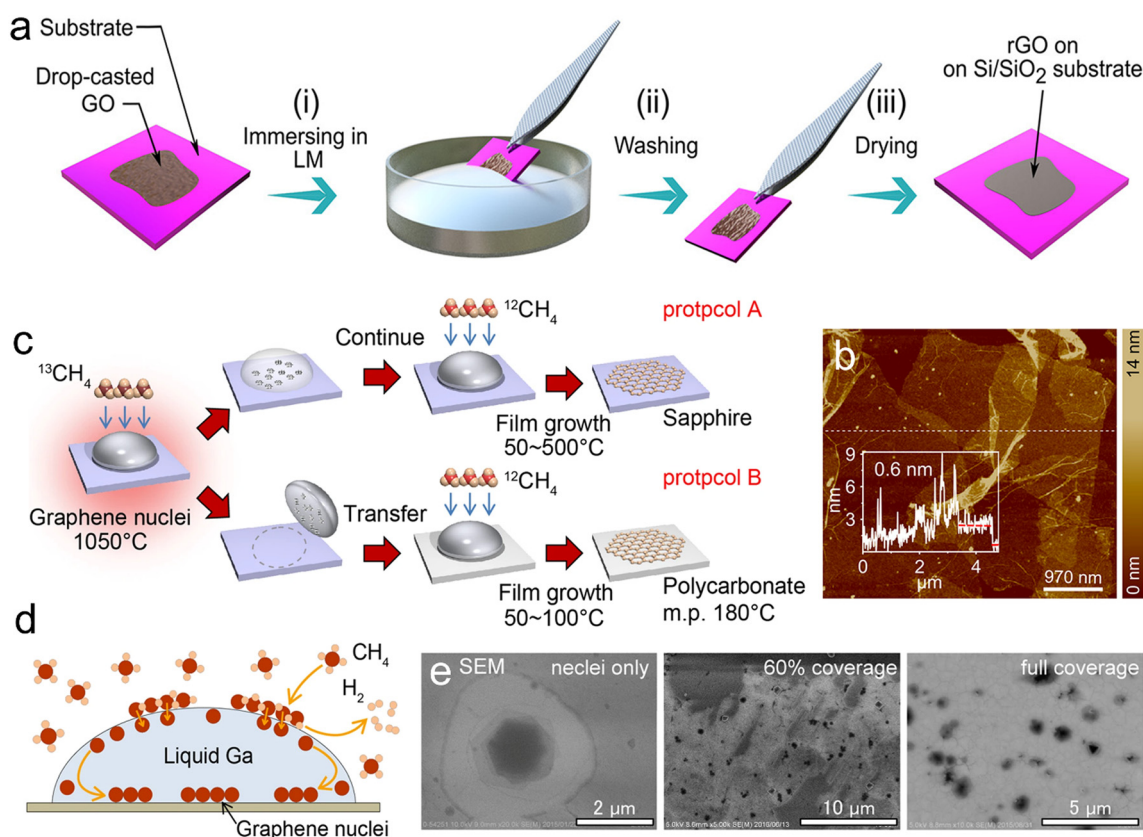 a
Substrate
Drop-casted
GO
(i)
Immersing in
LM
(ii)
Washing
(iii)
Drying
rGO on
on Si/SiO₂ substrate
c
¹³CH₄
Graphene nuclei
1050°C
Continue
¹²CH₄
protpcol A
Film growth
50~500°C
Sapphire
Transfer
¹²CH₄
protpcol B
Film growth
50~100°C
Polycarbonate
m.p. 180°C
b
14 nm
0 nm
9
6
3
nm
0.6 nm
0
2
4
µm
970 nm
d
CH₄
H₂
Liquid Ga
Graphene nuclei
e
SEM
neclei only
2 µm
60% coverage
10 µm
full coverage
5 µm